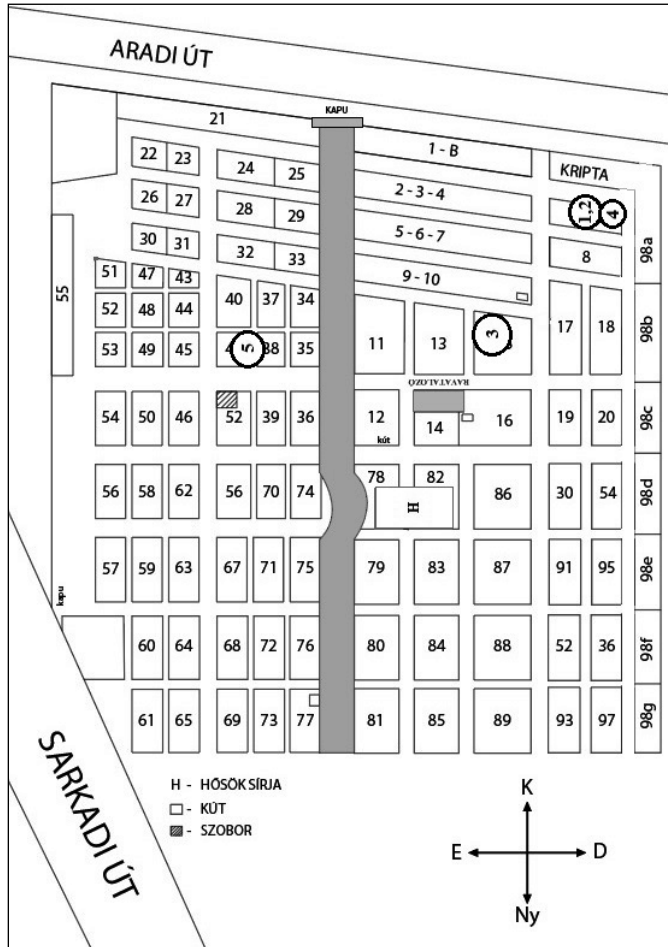 ARADI ÚT
KAPU
21
1 - B
22 23
24 25
2 - 3 - 4
KRIPTA
26 27
28 29
5 - 6 - 7
1,2 4
98a
30 31
32 33
9 - 10
8
55
51 47 43
40 37 34
52 48 44
11 13
17 18
98b
53 49 45
5
38 35
3
RAVATALOZÓ
54 50 46
52 39 36
12
14
16
19 20
98c
kút
56 58 62
56 70 74
78 82
H
86
30 54
98d
57 59 63
67 71 75
79 83 87
91 95
98e
kapu
60 64
68 72 76
80 84 88
52 36
98f
61 65
69 73 77
81 85 89
93 97
98g
SARKADI ÚT
H - HŐSÖK SÍRJA
- KÚT
- SZOBOR
K
E D
Ny